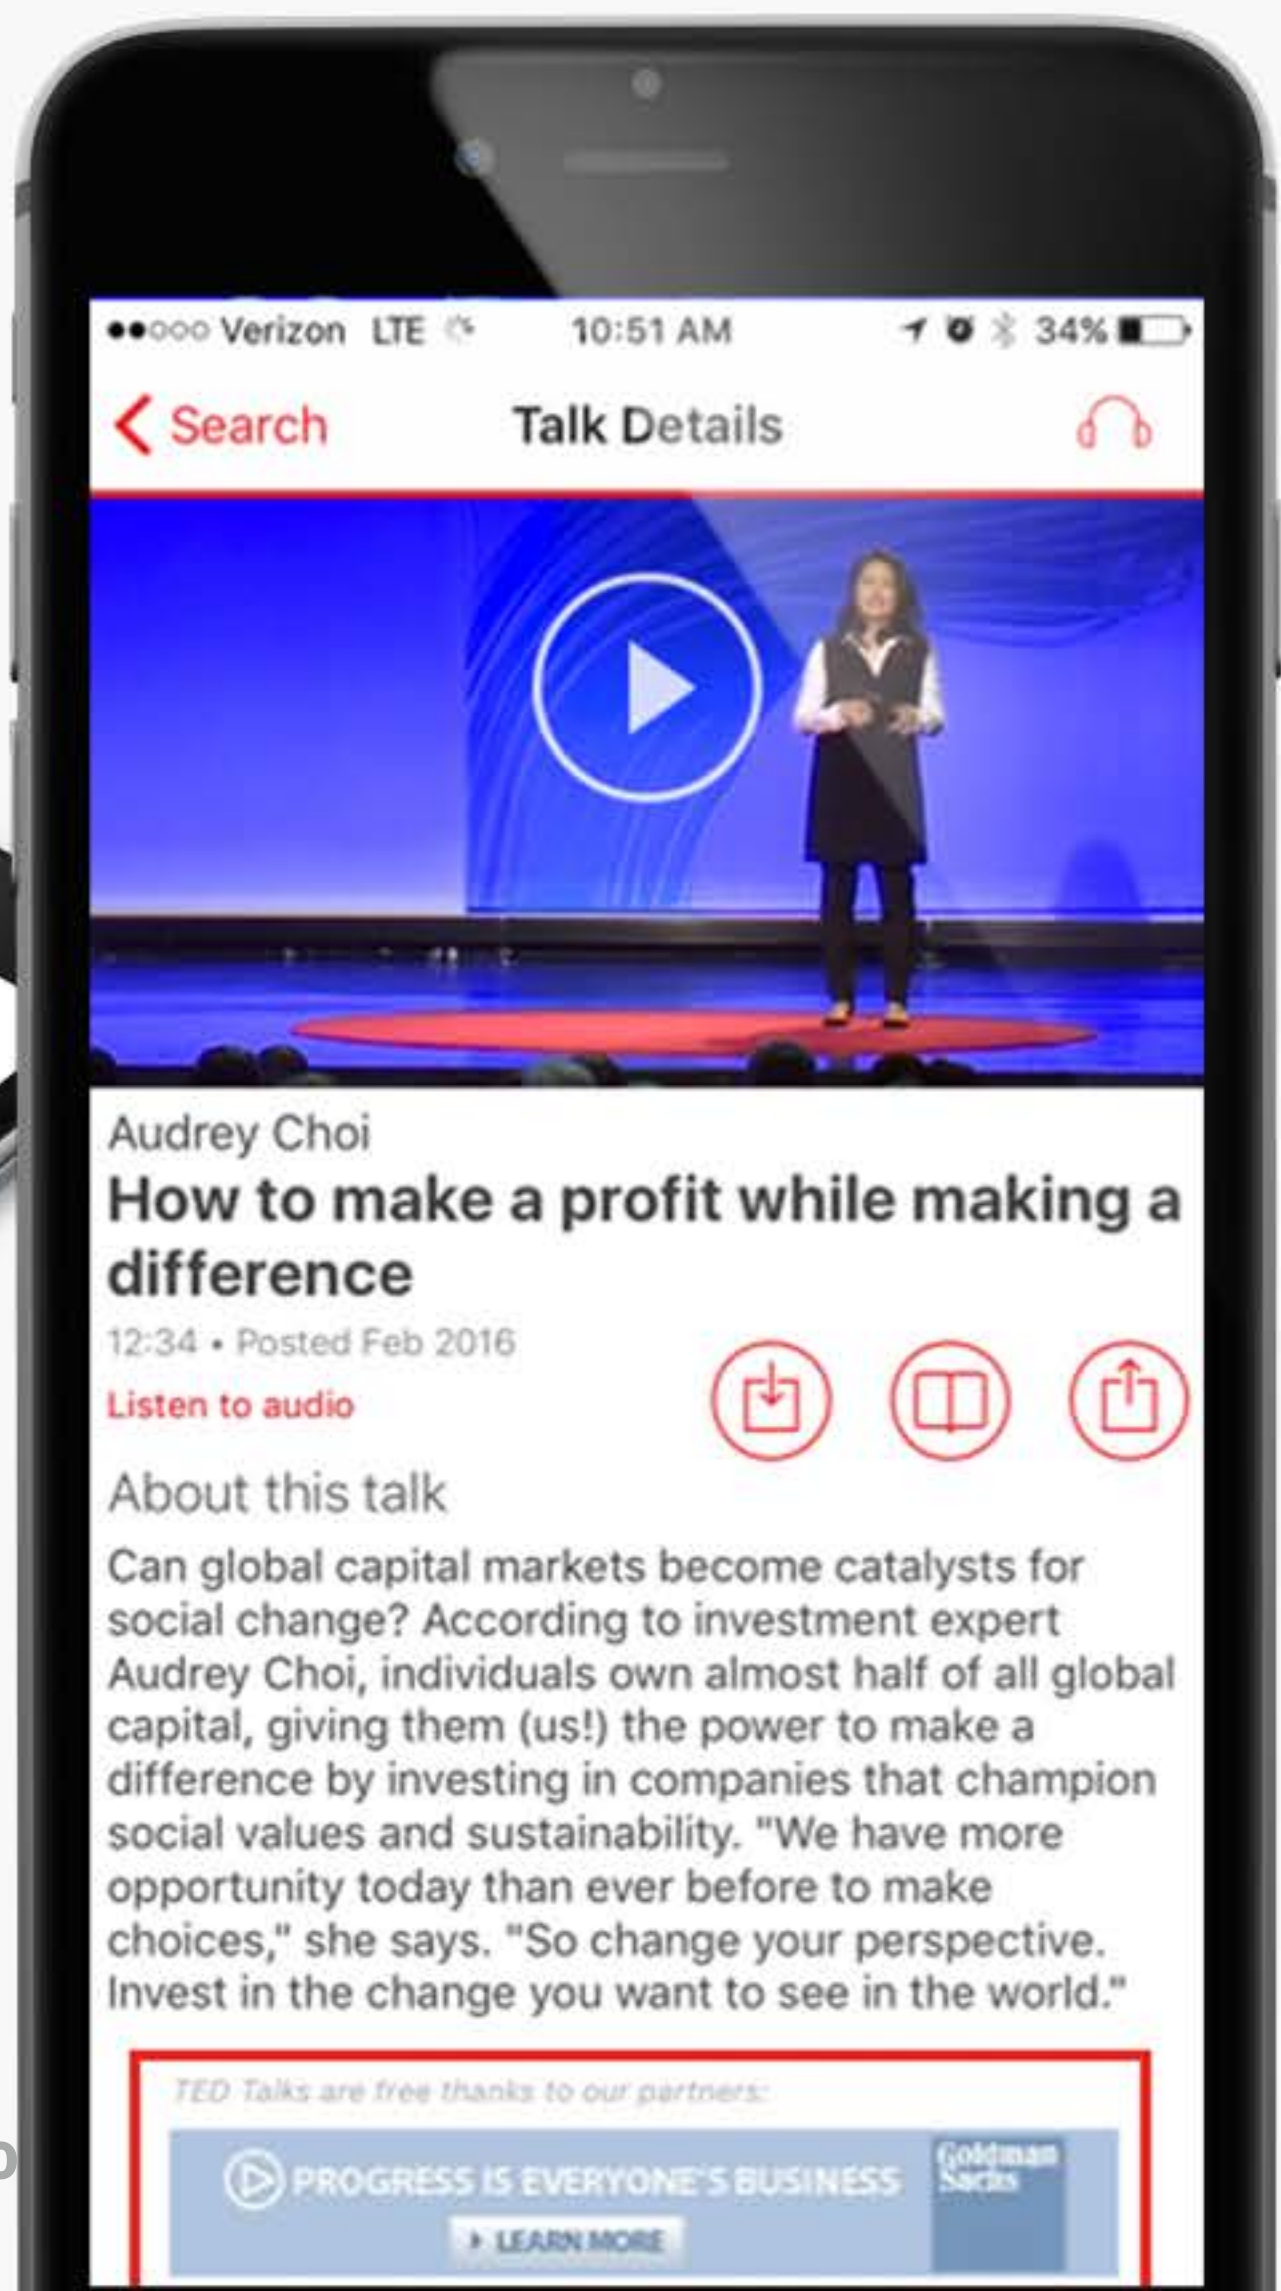 Verizon LTE 10:51 AM 34%
Search Talk Details
Audrey Choi
How to make a profit while making a
difference
12:34 • Posted Feb 2016
Listen to audio
About this talk
Can global capital markets become catalysts for
social change? According to investment expert
Audrey Choi, individuals own almost half of all global
capital, giving them (us!) the power to make a
difference by investing in companies that champion
social values and sustainability. "We have more
opportunity today than ever before to make
choices," she says. "So change your perspective.
Invest in the change you want to see in the world."
TED Talks are free thanks to our partners:
PROGRESS IS EVERYONE'S BUSINESS
Goldman
Sachs
LEARN MORE